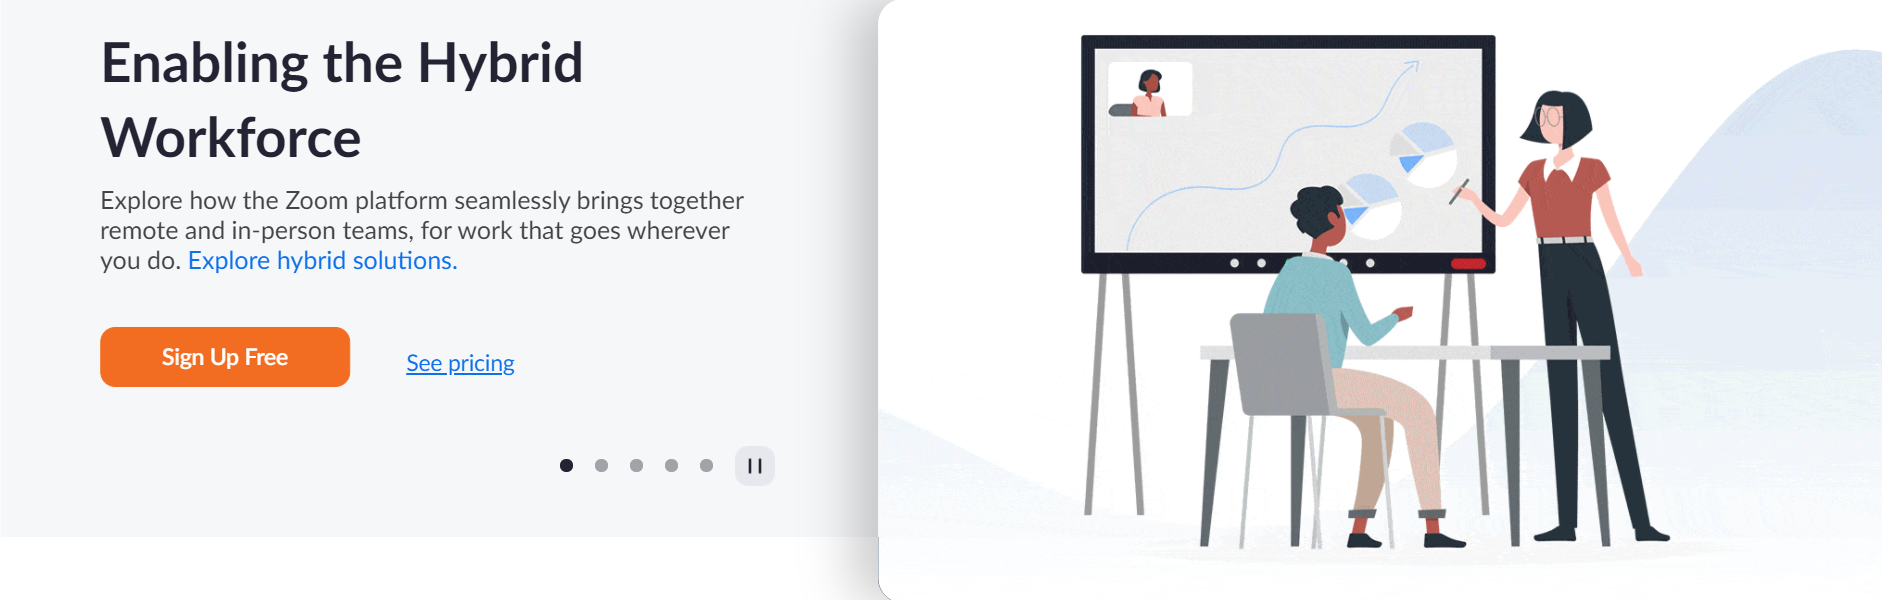 Enabling the Hybrid
Workforce
Explore how the Zoom platform seamlessly brings together
remote and in-person teams, for work that goes wherever
you do. Explore hybrid solutions.
Sign Up Free
See pricing